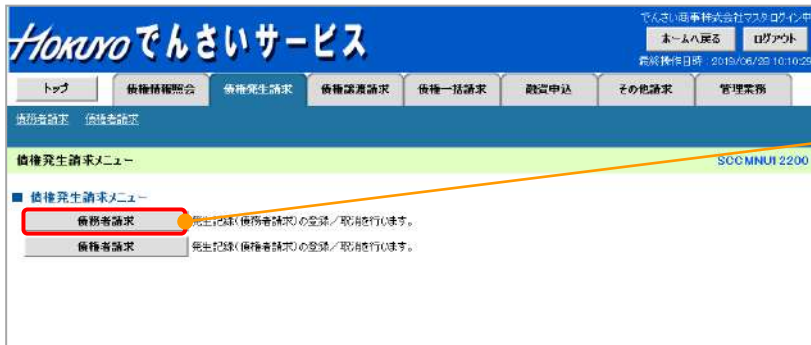 でんさい商事株式会社マスタログイン中
HOKUYOでんさいサービス
ホームへ戻る ログアウト
最終操作日時：2019/06/28 10:10:29
トップ 債権情報照会 債権発生請求 債権譲渡請求 債権一括請求 融資申込 その他請求 管理業務
債務者請求 債権者請求
債権発生請求メニュー SCCMNU12200
■ 債権発生請求メニュー
債務者請求 発生記録(債務者請求)の登録／取消を行います。
債権者請求 発生記録(債権者請求)の登録／取消を行います。